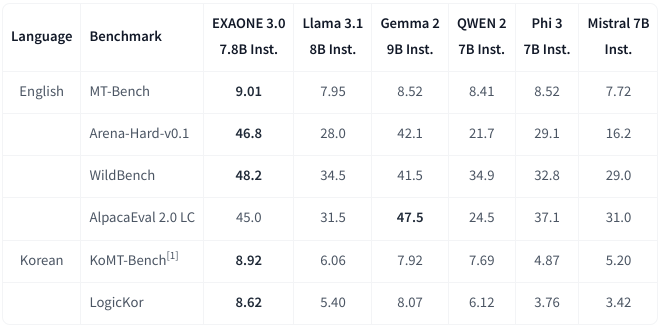 Language Benchmark EXAONE 3.0 7.8B Inst. Llama 3.1 8B Inst. Gemma 2 9B Inst. QWEN 2 7B Inst. Phi 3 7B Inst. Mistral 7B Inst.
English MT-Bench 9.01 7.95 8.52 8.41 8.52 7.72
Arena-Hard-v0.1 46.8 28.0 42.1 21.7 29.1 16.2
WildBench 48.2 34.5 41.5 34.9 32.8 29.0
AlpacaEval 2.0 LC 45.0 31.5 47.5 24.5 37.1 31.0
Korean KoMT-Bench[1] 8.92 6.06 7.92 7.69 4.87 5.20
LogicKor 8.62 5.40 8.07 6.12 3.76 3.42